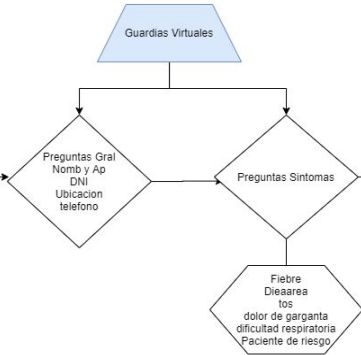 Guardias Virtuales
Preguntas Gral
Nomb y Ap
DNI
Ubicacion
telefono
Preguntas Sintomas
Fiebre
Dieaarea
tos
dolor de garganta
dificultad respiratoria
Paciente de riesgo